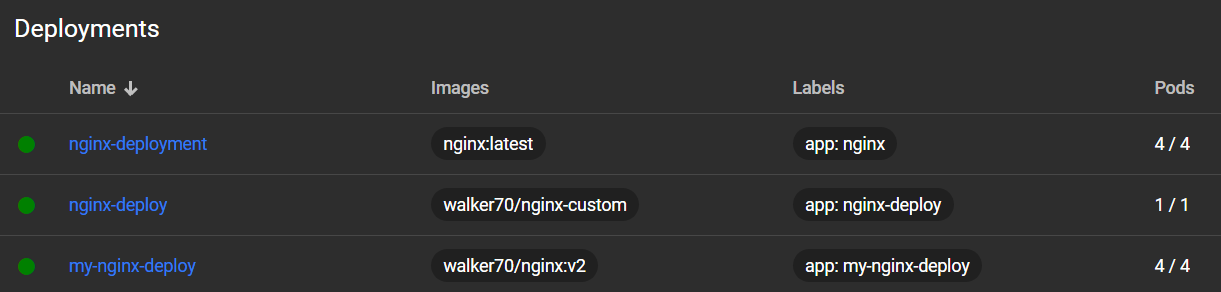 Deployments
Name Images Labels Pods
nginx-deployment nginx:latest app: nginx 4 / 4
nginx-deploy walker70/nginx-custom app: nginx-deploy 1 / 1
my-nginx-deploy walker70/nginx:v2 app: my-nginx-deploy 4 / 4